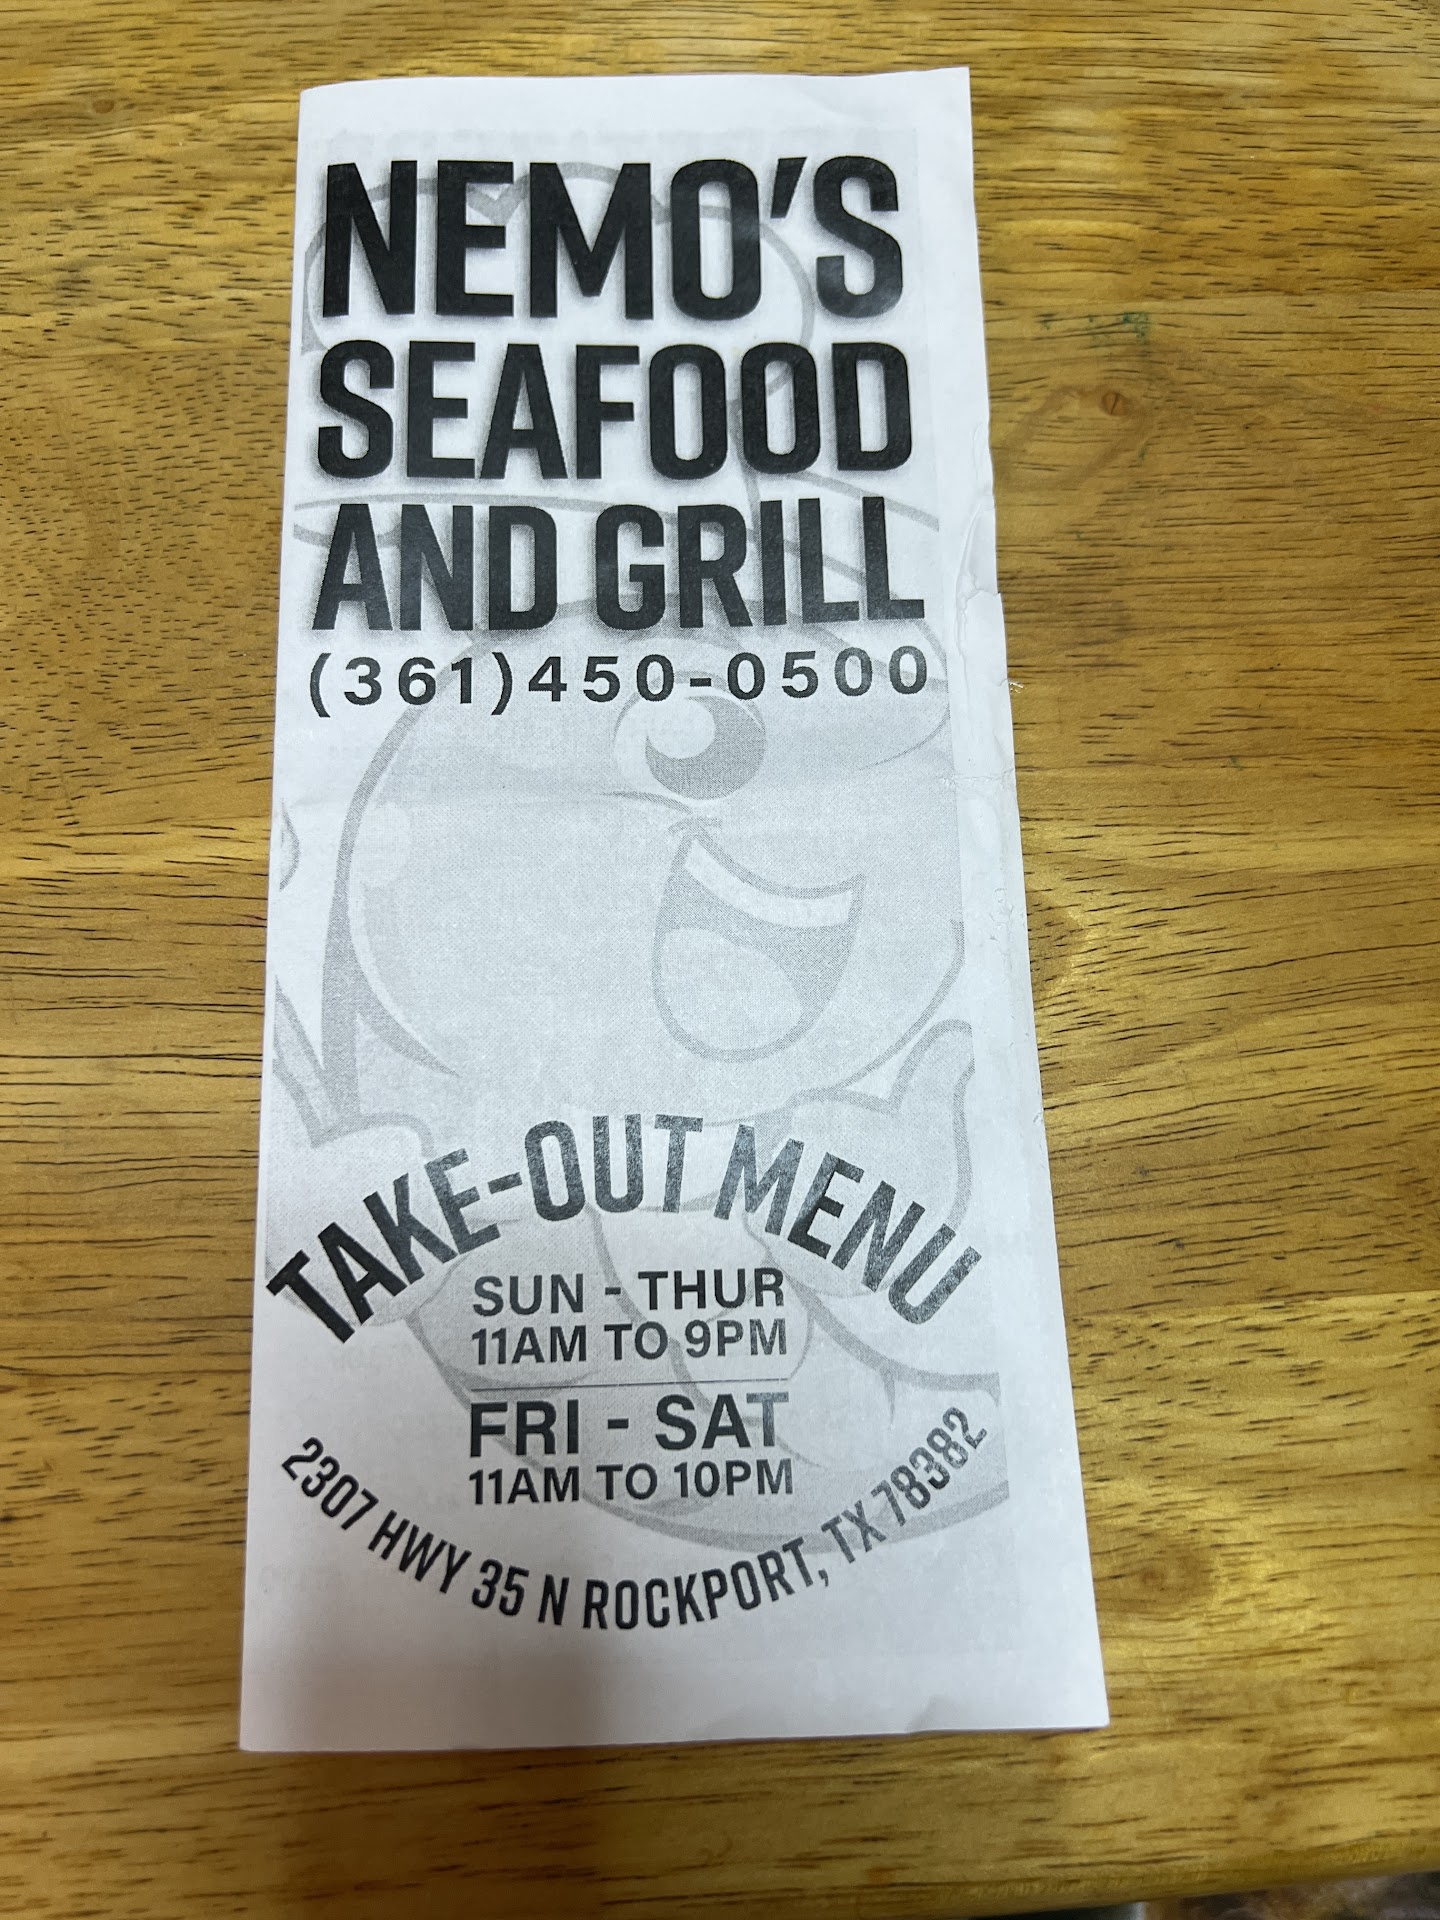 NEMO'S
SEAFOOD
AND GRILL
(361)450-0500
TAKE-OUT MENU
SUN - THUR
11AM TO 9PM
FRI - SAT
11AM TO 10PM
2307 HWY 35 N ROCKPORT, TX 78382